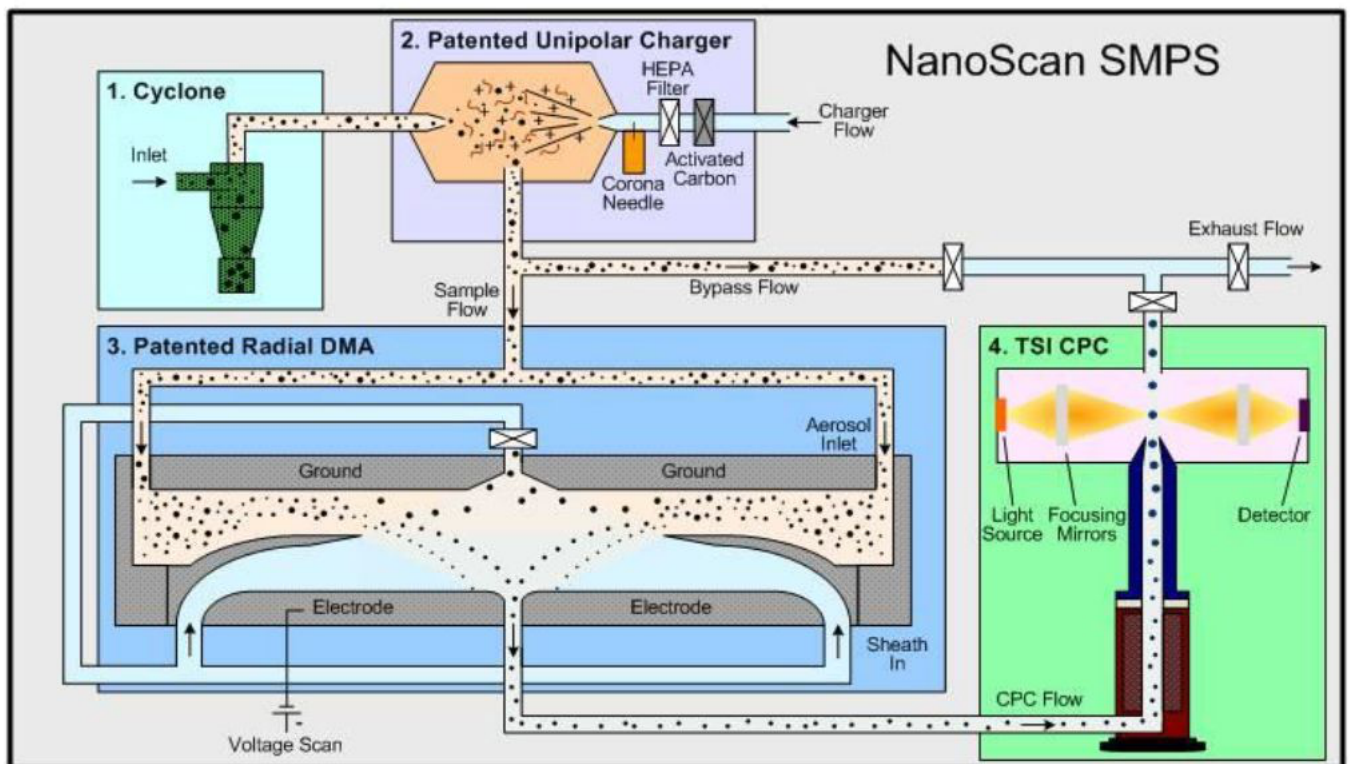 NanoScan SMPS
1. Cyclone
Inlet
2. Patented Unipolar Charger
HEPA
Filter
Charger
Flow
Corona
Needle
Activated
Carbon
Exhaust Flow
Bypass Flow
Sample
Flow
3. Patented Radial DMA
Aerosol
Inlet
Ground
Ground
Electrode
Electrode
Sheath
In
Voltage Scan
4. TSI CPC
Light
Source
Focusing
Mirrors
Detector
CPC Flow